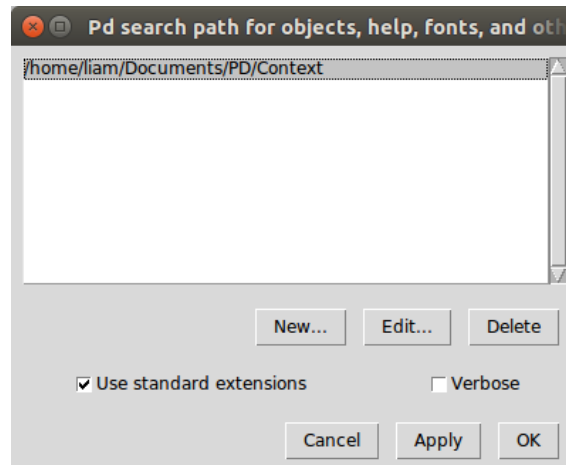 Pd search path for objects, help, fonts, and oth
/home/liam/Documents/PD/Context
New... Edit... Delete
Use standard extensions Verbose
Cancel Apply OK